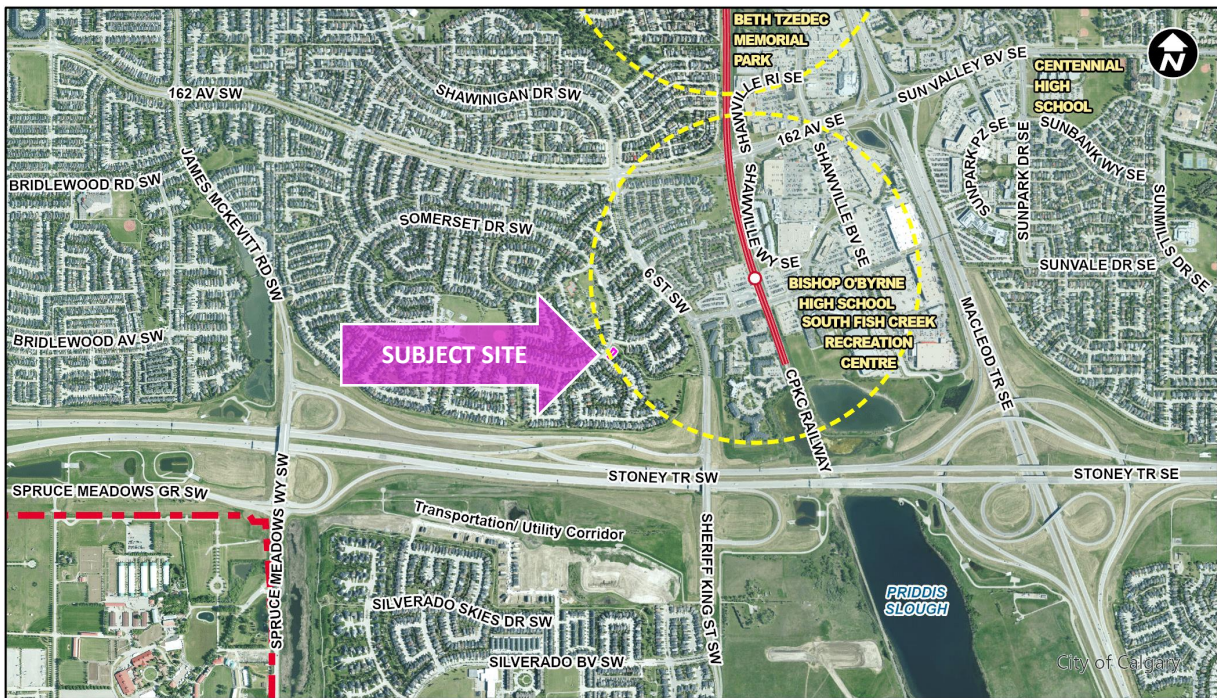 BETH TZEDEC
MEMORIAL
PARK
N
SUN VALLEY BV SE
CENTENNIAL
HIGH
SCHOOL
162 AV SW
SHAWINIGAN DR SW
SHAWVILLE RI SE
162 AV SE
JAMES MCKEVITT RD SW
BRIDLEWOOD RD SW
SHAWVILLE WY SE
SHAWVILLE BV SE
SUNPARK PZ SE
SUNPARK DR SE
SUNBANK WY SE
SUNMILLS DR SE
SOMERSET DR SW
6 ST SW
SUNVALE DR SE
BISHOP O'BYRNE
HIGH SCHOOL
SOUTH FISH CREEK
RECREATION
CENTRE
MACLEOD TR SE
BRIDLEWOOD AV SW
SUBJECT SITE
CPKC RAILWAY
STONEY TR SW
STONEY TR SE
SPRUCE MEADOWS GR SW
SPRUCE MEADOWS WY SW
Transportation/ Utility Corridor
SHERIFF KING ST SW
PRIDDIS
SLOUGH
SILVERADO SKIES DR SW
SILVERADO BV SW
City of Calgary